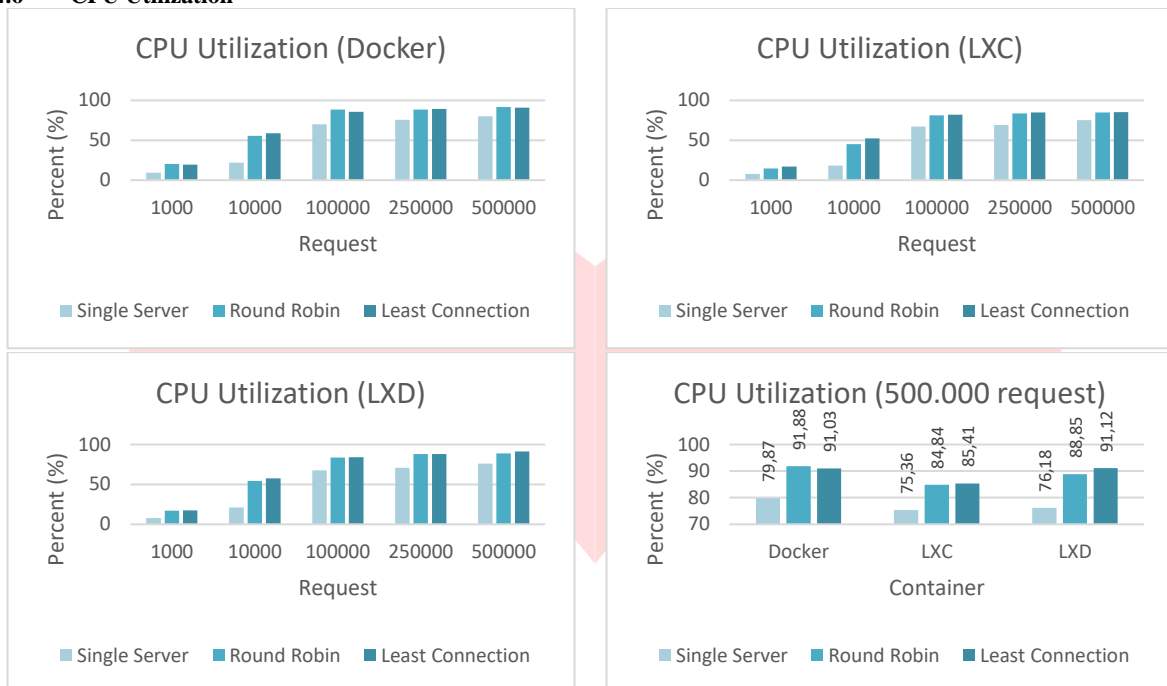 CPU Utilization
CPU Utilization (Docker)
100
50
0
Percent (%)
1000 10000 100000 250000 500000
Request
Single Server Round Robin Least Connection
CPU Utilization (LXC)
100
50
0
Percent (%)
1000 10000 100000 250000 500000
Request
Single Server Round Robin Least Connection
CPU Utilization (LXD)
100
50
0
Percent (%)
1000 10000 100000 250000 500000
Request
Single Server Round Robin Least Connection
CPU Utilization (500.000 request)
79,87 91,88 91,03 75,36 84,84 85,41 76,18 88,85 91,12
100
90
80
70
Percent (%)
Docker LXC LXD
Container
Single Server Round Robin Least Connection